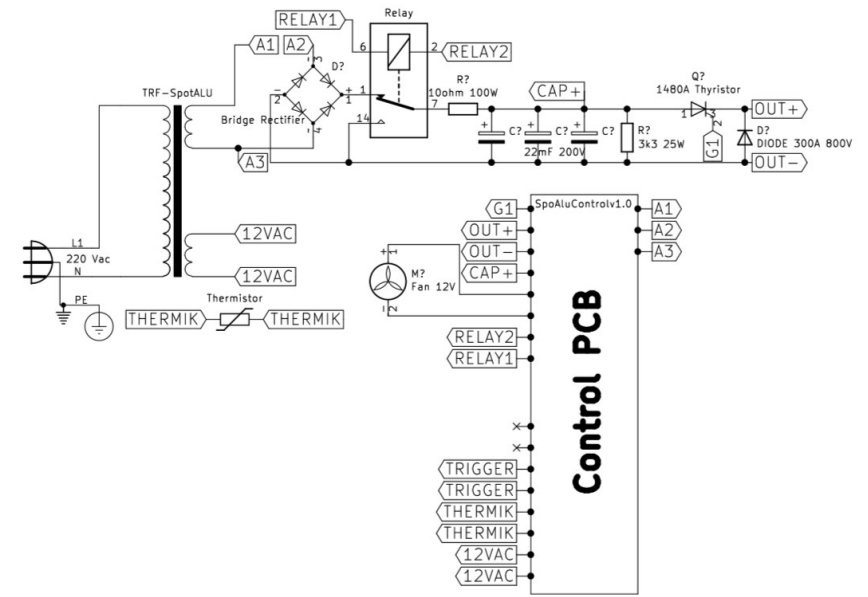 Relay
RELAY1
A1
A2
6
2
RELAY2
3
D?
TRF-SpotALU
-
2
+
1
1
R?
10ohm 100W
7
CAP+
Q?
1480A Thyristor
1
3
2
G1
OUT+
Bridge Rectifier
4
14
A3
+
C?
+
C?
+
C?
22mF 200V
R?
3k3 25W
D?
DIODE 300A 800V
OUT-
12VAC
12VAC
L1
220 Vac
N
PE
Thermistor
THERMIK
THERMIK
+
1
M?
Fan 12V
-
2
SpoAluControlv1.0
G1
OUT+
OUT-
CAP+
RELAY2
RELAY1
TRIGGER
TRIGGER
THERMIK
THERMIK
12VAC
12VAC
A1
A2
A3
Control PCB